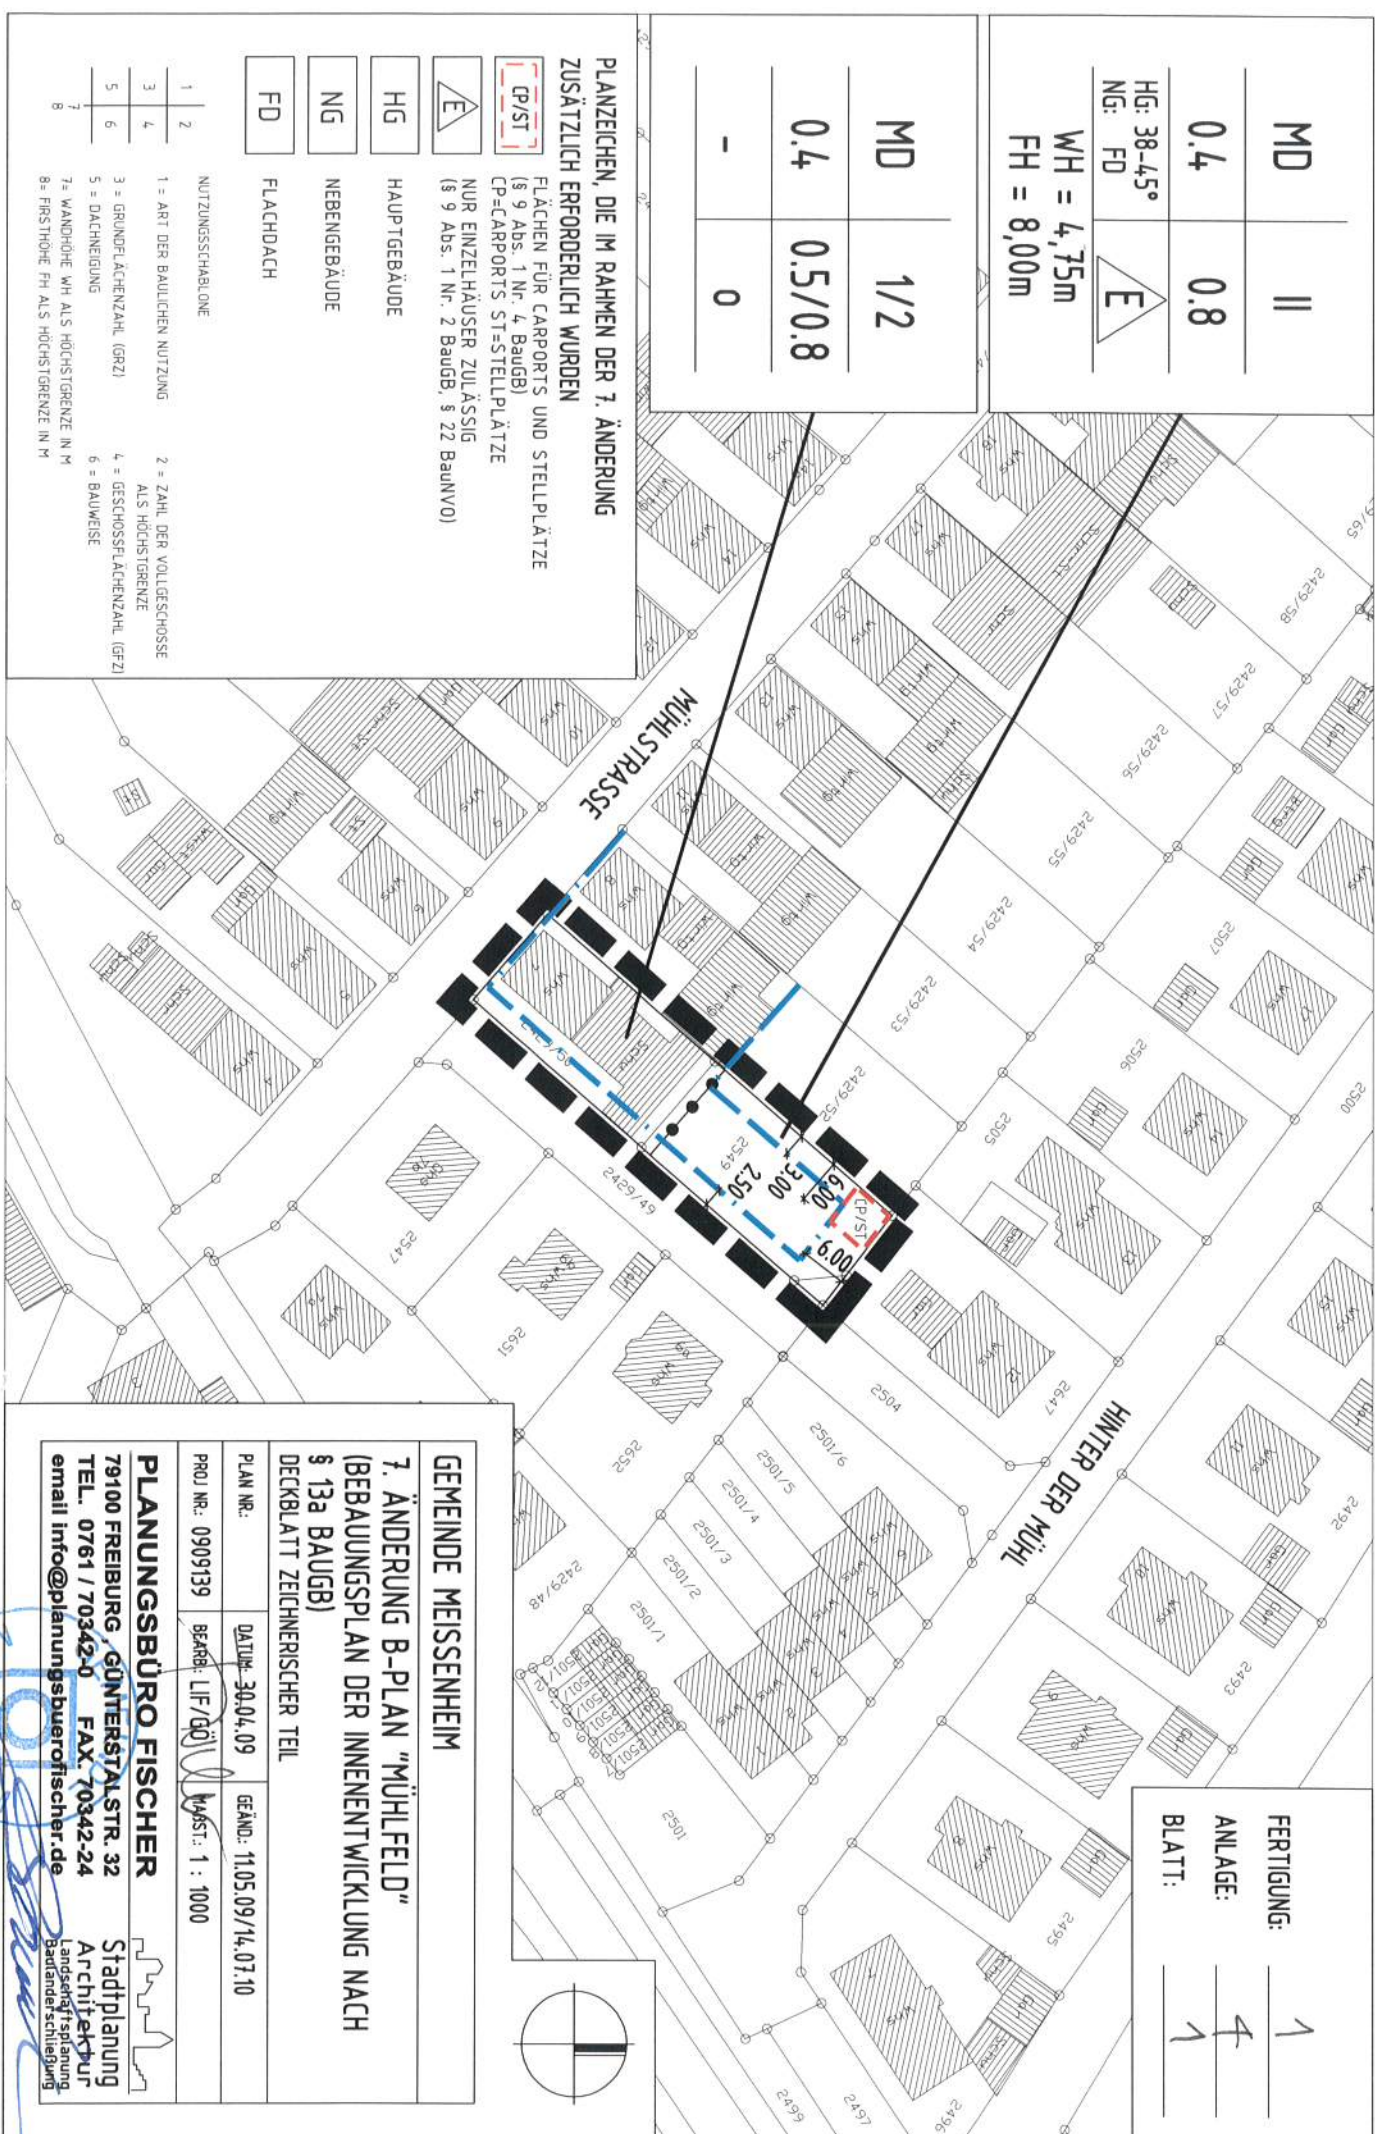 MD II
0.4 0.8
HG: 38-45°
NG: FD
E
WH = 4,75m
FH = 8,00m
MD 1/2
0.4 0.5/0.8
- o
PLANZEICHEN, DIE IM RAHMEN DER 7. ÄNDERUNG
ZUSÄTZLICH ERFORDERLICH WURDEN
CP/ST
FLÄCHEN FÜR CARPORTS UND STELLPLÄTZE
(§ 9 Abs. 1 Nr. 4 BauGB)
CP=CARPORTS ST=STELLPLÄTZE
E
NUR EINZELHÄUSER ZULÄSSIG
(§ 9 Abs. 1 Nr. 2 BauGB, § 22 BauNVO)
HG HAUPTGEBÄUDE
NG NEBENGEBÄUDE
FD FLACHDACH
NUTZUNGSSCHABLONE
1 2
3 4
5 6
7
8
1 = ART DER BAULICHEN NUTZUNG
2 = ZAHL DER VOLLGESCHOSSE
ALS HÖCHSTGRENZE
3 = GRUNDFLÄCHENZAHL (GRZ)
4 = GESCHOSSFLÄCHENZAHL (GFZ)
5 = DACHNEIGUNG
6 = BAUWEISE
7= WANDHÖHE WH ALS HÖCHSTGRENZE IN M
8= FIRSTHÖHE FH ALS HÖCHSTGRENZE IN M
MÜHLSTRASSE
HINTER DER MÜHL
2429/58
2429/57
2429/56
2429/55
2429/54
2429/53
2429/52
2549
2429/49
2547
2651
2652
2429/48
2507
2506
2505
2500
2504
2647
2501/6
2501/5
2501/4
2501/3
2501/2
2501/1
2501
2492
2493
2495
2496
2497
2499
6.00
3.00
2.50
6.00
CP/ST
FERTIGUNG: 1
ANLAGE: 4
BLATT: 1
GEMEINDE MEISSENHEIM
7. ÄNDERUNG B-PLAN "MÜHLFELD"
(BEBAUUNGSPLAN DER INNENENTWICKLUNG NACH
§ 13a BAUGB)
DECKBLATT ZEICHNERISCHER TEIL
PLAN NR.: DATUM: 30.04.09 GEÄND.: 11.05.09/14.07.10
PROJ NR.: 0909139 BEARB.: LIF/GÖ MASST.: 1 : 1000
PLANUNGSBÜRO FISCHER
79100 FREIBURG , GÜNTERSTALSTR. 32
TEL. 0761 / 70342-0 FAX. 70342-24
email info@planungsbuerofischer.de
Stadtplanung
Architektur
Landschaftsplanung
Baulanderschließung